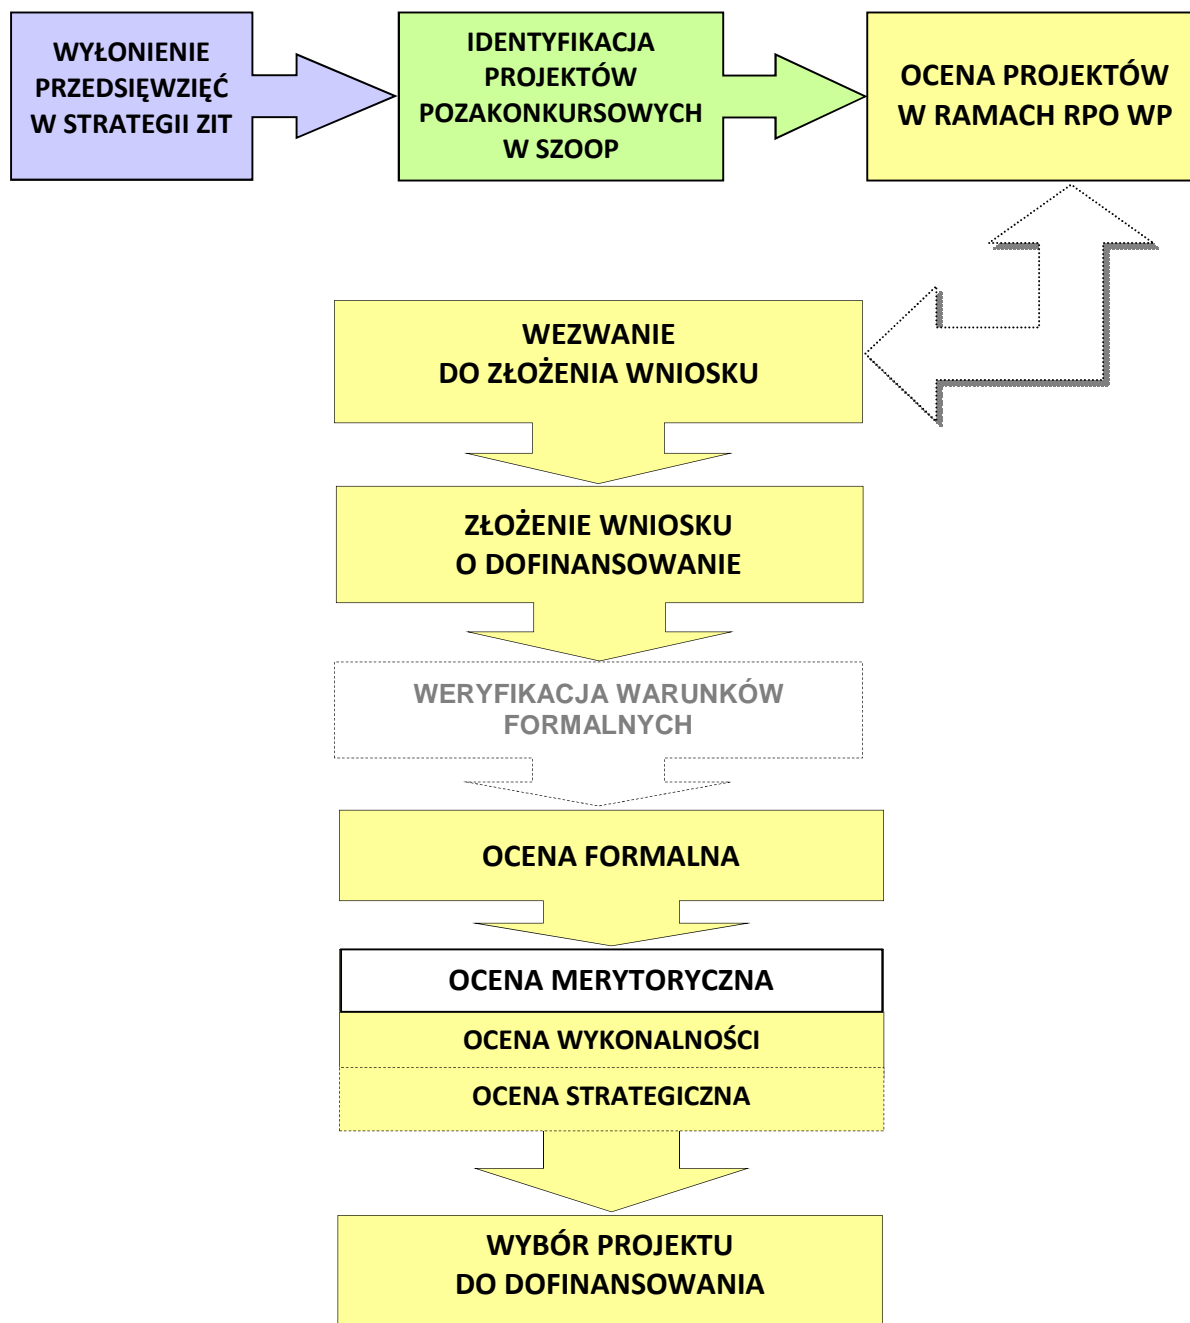 WYŁONIENIE
PRZEDSIĘWZIĘĆ
W STRATEGII ZIT
IDENTYFIKACJA
PROJEKTÓW
POZAKONKURSOWYCH
W SZOOP
OCENA PROJEKTÓW
W RAMACH RPO WP
WEZWANIE
DO ZŁOŻENIA WNIOSKU
ZŁOŻENIE WNIOSKU
O DOFINANSOWANIE
WERYFIKACJA WARUNKÓW
FORMALNYCH
OCENA FORMALNA
OCENA MERYTORYCZNA
OCENA WYKONALNOŚCI
OCENA STRATEGICZNA
WYBÓR PROJEKTU
DO DOFINANSOWANIA